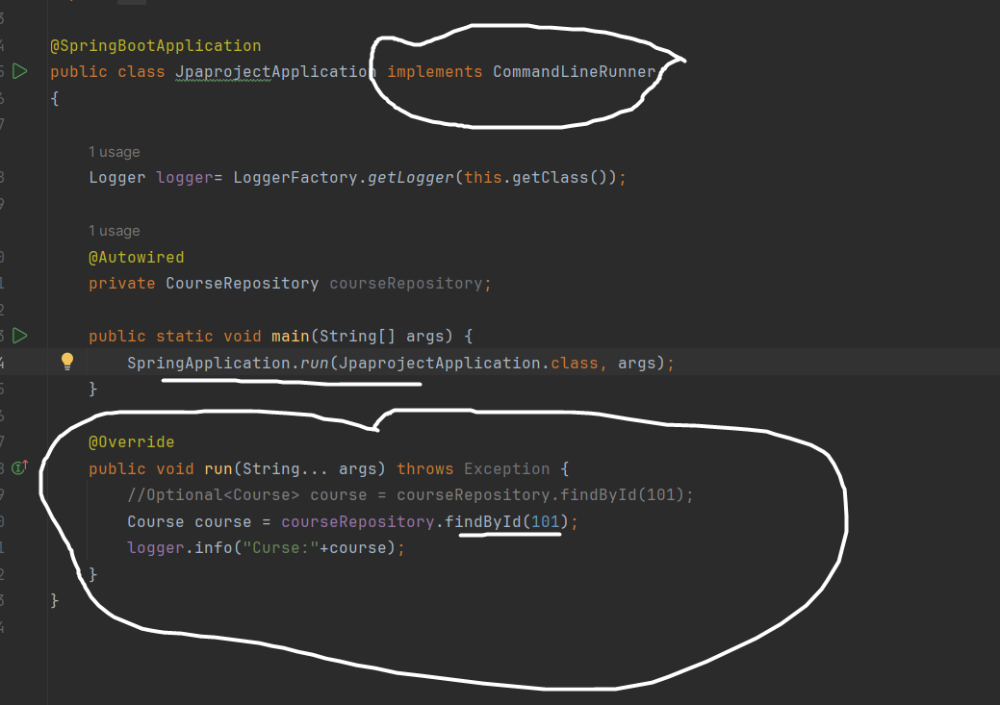 @SpringBootApplication
public class JpaprojectApplication implements CommandLineRunner
{
1 usage
Logger logger= LoggerFactory.getLogger(this.getClass());
1 usage
@Autowired
private CourseRepository courseRepository;
public static void main(String[] args) {
SpringApplication.run(JpaprojectApplication.class, args);
}
@Override
public void run(String... args) throws Exception {
//Optional<Course> course = courseRepository.findById(101);
Course course = courseRepository.findById(101);
logger.info("Curse:"+course);
}
}